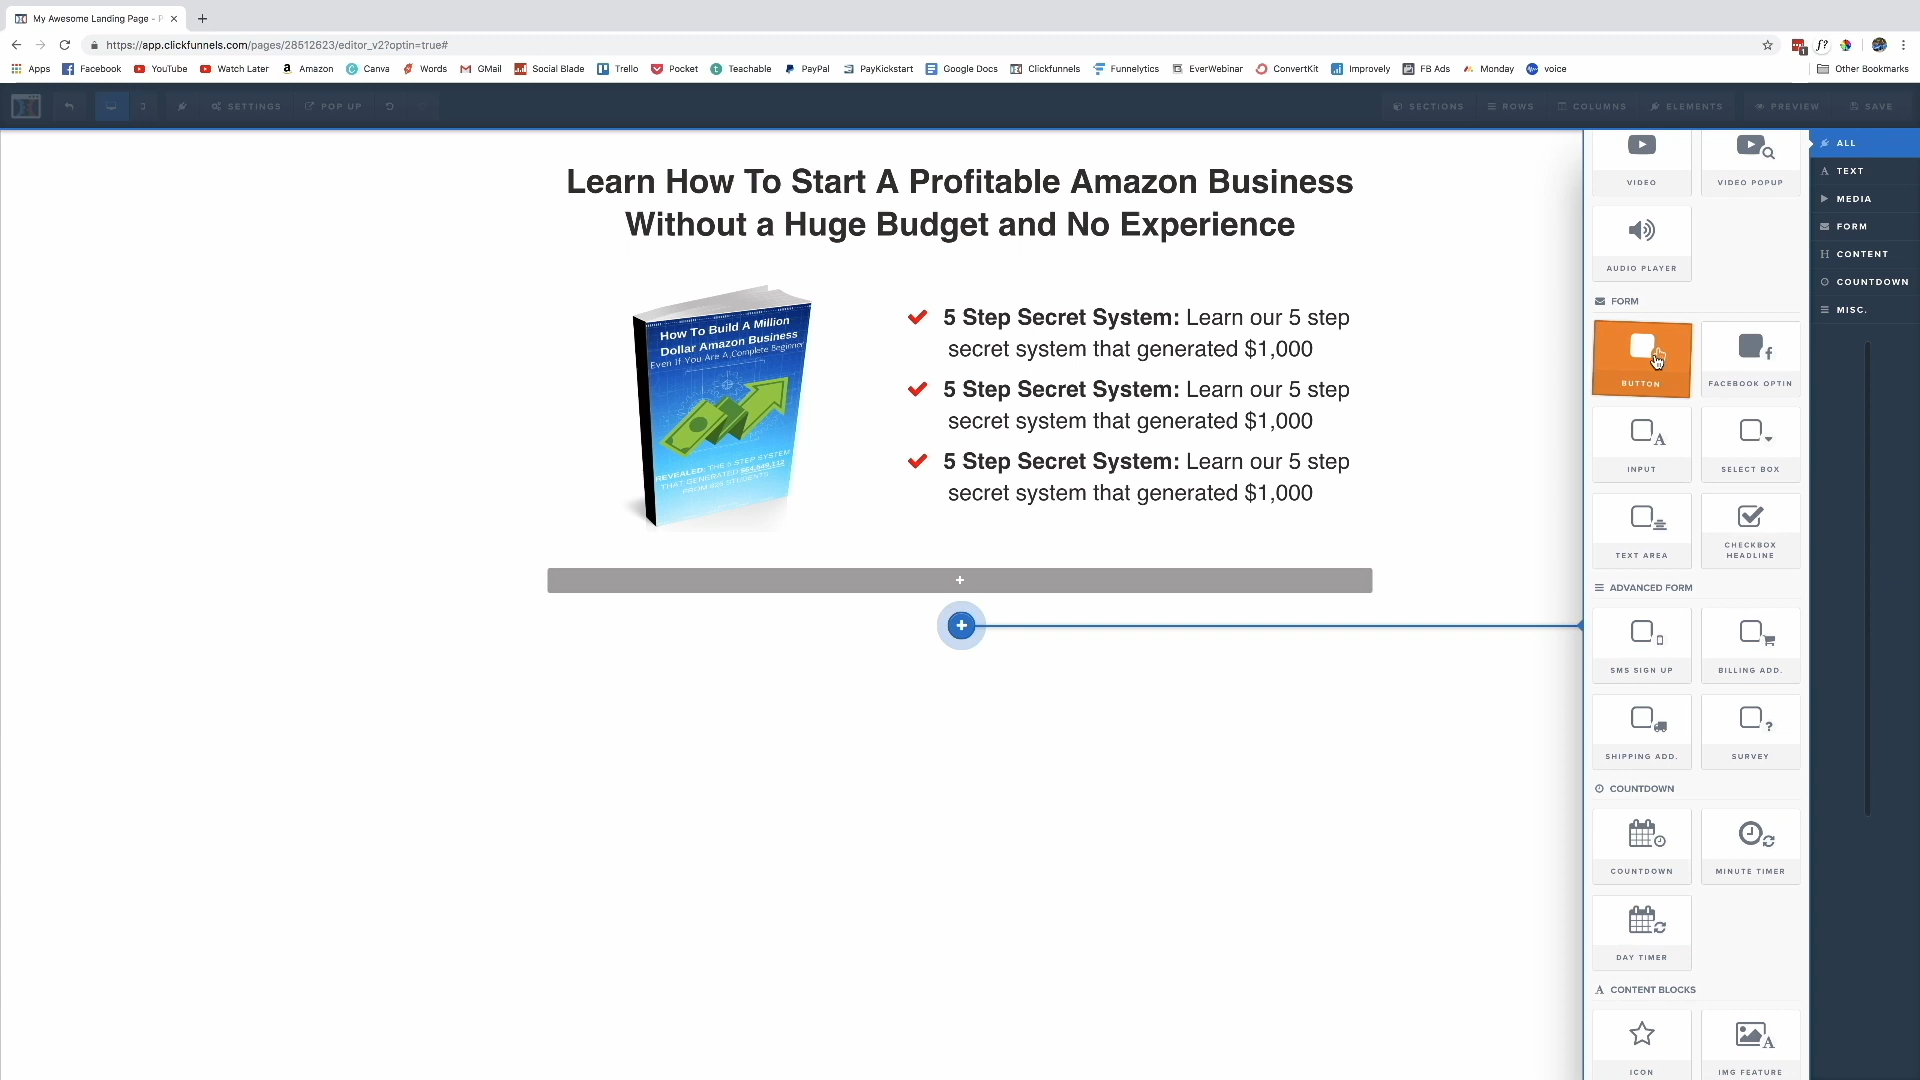 My Awesome Landing Page - P
https://app.clickfunnels.com/pages/28512623/editor_v2?optin=true#
Apps Facebook YouTube Watch Later Amazon Canva Words GMail Social Blade Trello Pocket Teachable PayPal PayKickstart Google Docs Clickfunnels Funnelytics EverWebinar ConvertKit Improvely FB Ads Monday voice Other Bookmarks
SETTINGS POP UP SECTIONS ROWS COLUMNS ELEMENTS PREVIEW SAVE
Learn How To Start A Profitable Amazon Business
Without a Huge Budget and No Experience
How To Build A Million
Dollar Amazon Business
Even If You Are A Complete Beginner
REVEALED: THE 5 STEP SYSTEM
THAT GENERATED
5 Step Secret System: Learn our 5 step
secret system that generated $1,000
5 Step Secret System: Learn our 5 step
secret system that generated $1,000
5 Step Secret System: Learn our 5 step
secret system that generated $1,000
VIDEO VIDEO POPUP
AUDIO PLAYER
FORM
BUTTON FACEBOOK OPTIN
INPUT SELECT BOX
TEXT AREA CHECKBOX
HEADLINE
ADVANCED FORM
SMS SIGN UP BILLING ADD.
SHIPPING ADD. SURVEY
COUNTDOWN
COUNTDOWN MINUTE TIMER
DAY TIMER
CONTENT BLOCKS
ICON IMG FEATURE
ALL
TEXT
MEDIA
FORM
CONTENT
COUNTDOWN
MISC.